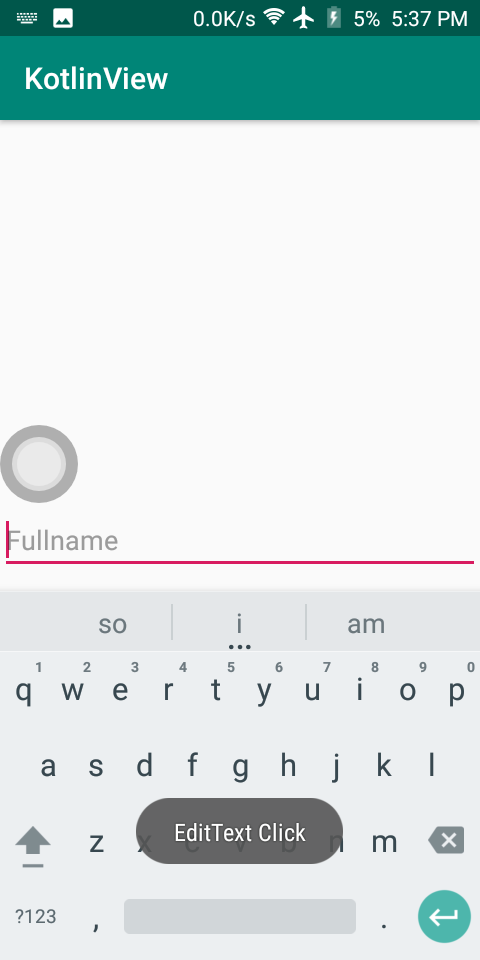 0.0K/s 5% 5:37 PM
KotlinView
Fullname
so i am
1 2 3 4 5 6 7 8 9 0
q w e r t y u i o p
a s d f g h j k l
z x c v b n m
EditText Click
?123 , .